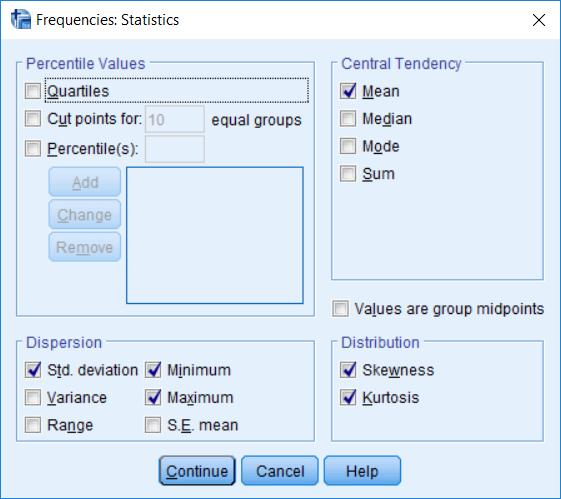 Frequencies: Statistics
Percentile Values
Quartiles
Cut points for: 10 equal groups
Percentile(s):
Add
Change
Remove
Central Tendency
Mean
Median
Mode
Sum
Values are group midpoints
Dispersion
Std. deviation Minimum
Variance Maximum
Range S.E. mean
Distribution
Skewness
Kurtosis
Continue Cancel Help